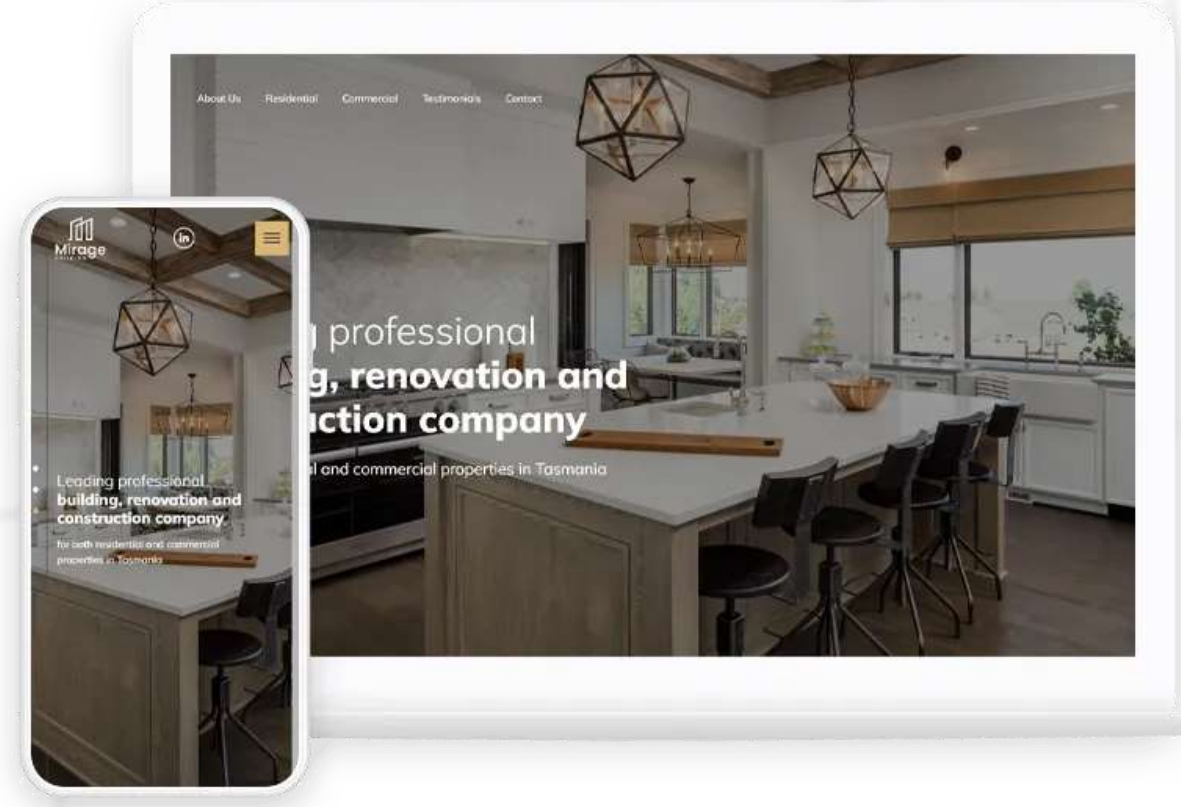 About Us Residential Commercial Testimonials Contact
g professional
g, renovation and
uction company
l and commercial properties in Tasmania
Mirage
in
Leading professional
building, renovation and
construction company
for both residential and commercial
properties in Tasmania